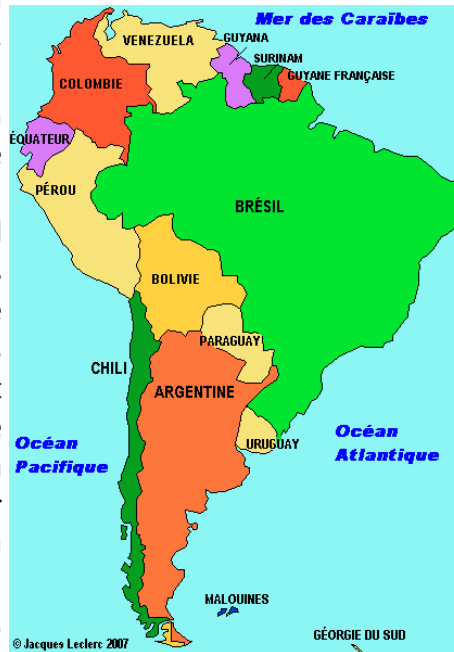 Mer des Caraïbes
VENEZUELA
GUYANA
SURINAM
GUYANE FRANÇAISE
COLOMBIE
ÉQUATEUR
PÉROU
BRÉSIL
BOLIVIE
PARAGUAY
CHILI
ARGENTINE
URUGUAY
Océan
Pacifique
Océan
Atlantique
MALOUINES
GÉORGIE DU SUD
© Jacques Leclerc 2007